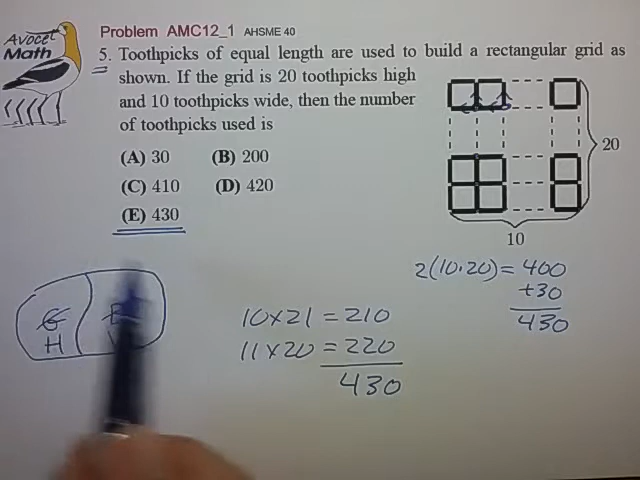 Avocet
Math
Problem AMC12_1 AHSME 40
5. Toothpicks of equal length are used to build a rectangular grid as
shown. If the grid is 20 toothpicks high
and 10 toothpicks wide, then the number
of toothpicks used is
(A) 30 (B) 200
(C) 410 (D) 420
(E) 430
20
10
2(10·20) = 400
+30
430
10×21 = 210
11×20 = 220
430
H